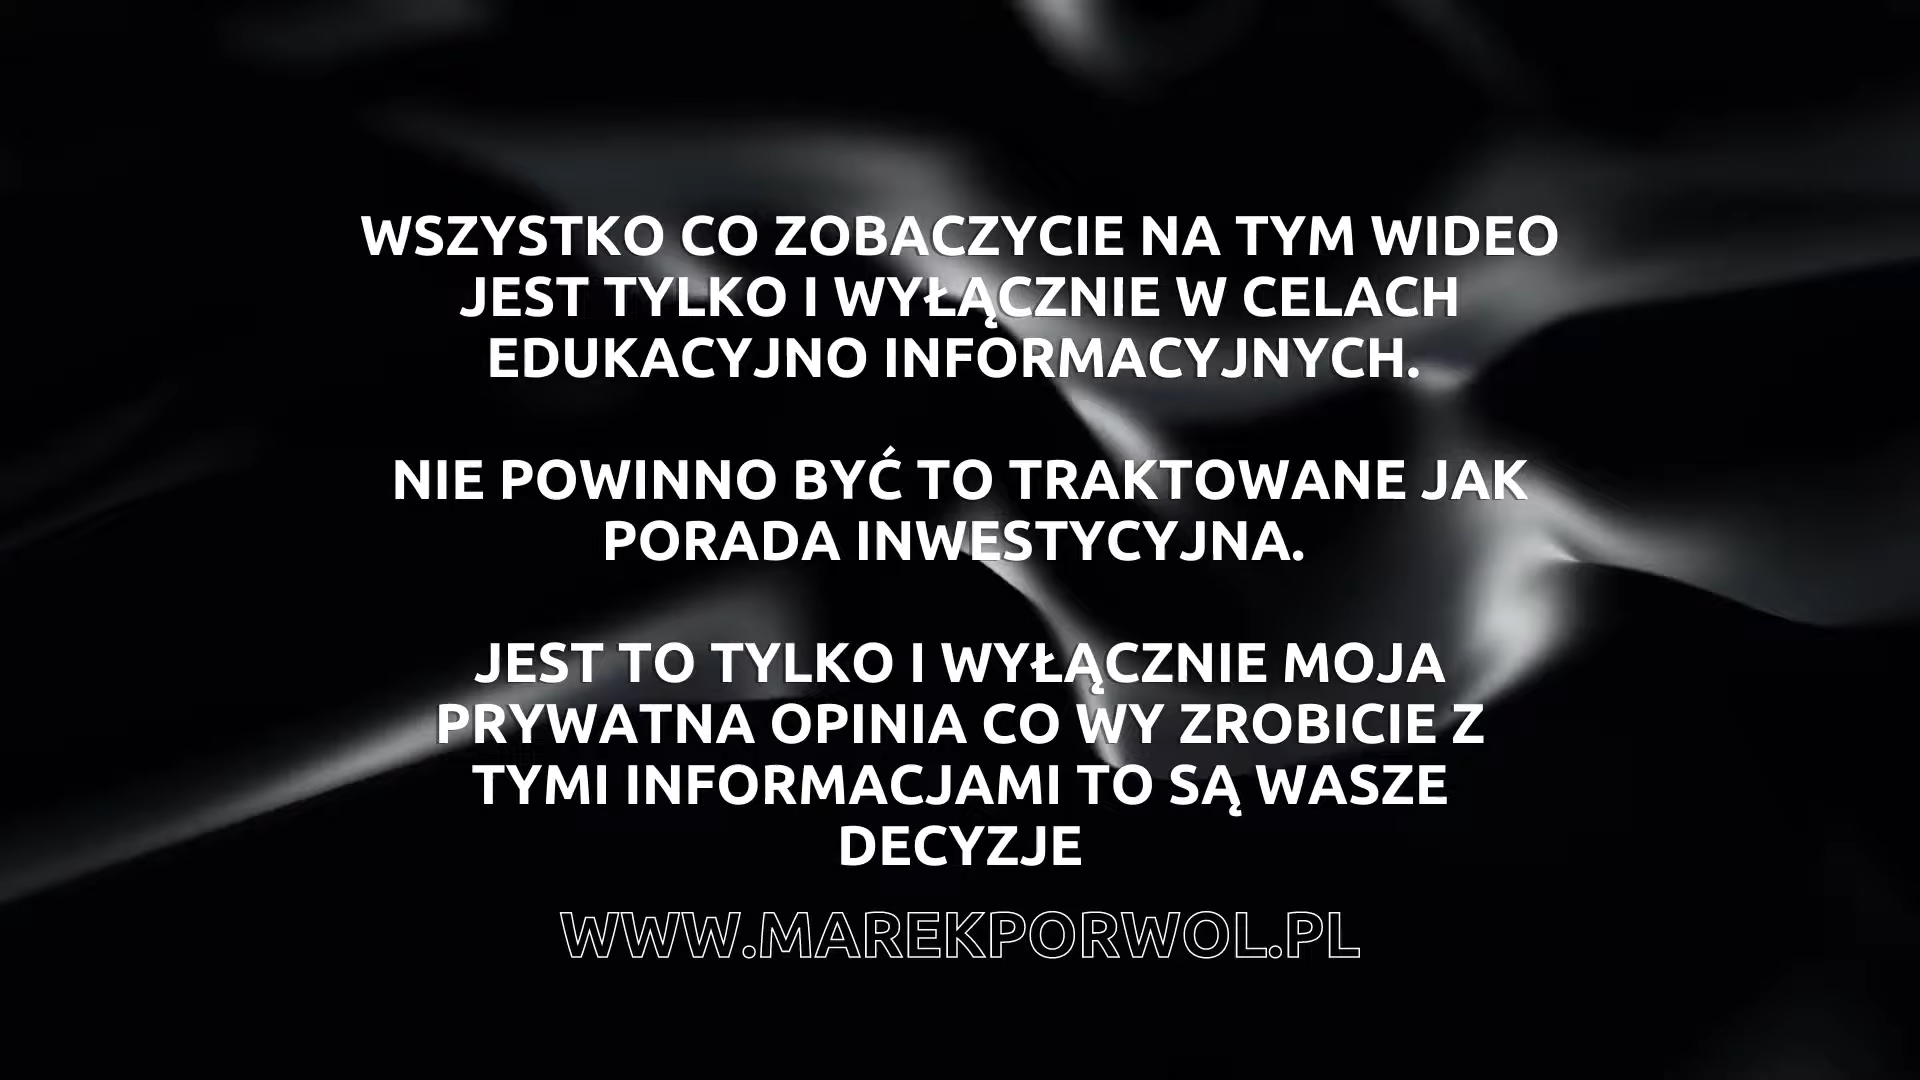 WSZYSTKO CO ZOBACZYCIE NA TYM WIDEO
JEST TYLKO I WYŁĄCZNIE W CELACH
EDUKACYJNO INFORMACYJNYCH.
NIE POWINNO BYĆ TO TRAKTOWANE JAK
PORADA INWESTYCYJNA.
JEST TO TYLKO I WYŁĄCZNIE MOJA
PRYWATNA OPINIA CO WY ZROBICIE Z
TYMI INFORMACJAMI TO SĄ WASZE
DECYZJE
WWW.MAREKPORWOL.PL